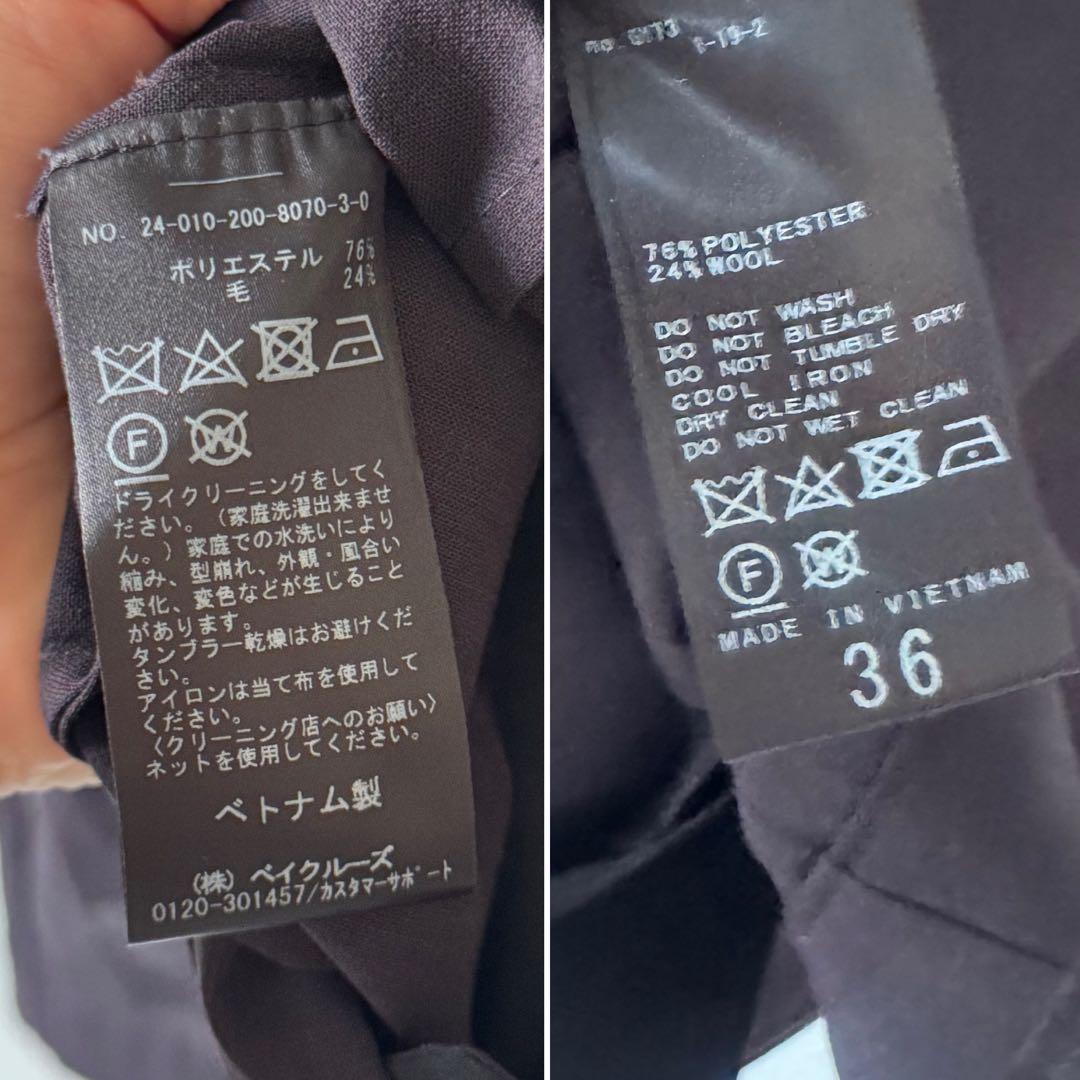 NO. 24-010-200-8070-3-0
ポリエステル 76%
毛 24%
F
W
ドライクリーニングをしてく
ださい。(家庭洗濯出来ませ
ん。)家庭での水洗いにより
縮み、型崩れ、外観・風合い
変化、変色などが生じること
があります。
タンブラー乾燥はお避けくだ
さい。
アイロンは当て布を使用して
ください。
〈クリーニング店へのお願い〉
ネットを使用してください。
ベトナム製
(株) ベイクルーズ
0120-301457/カスタマーサポート
1-19-2
76% POLYESTER
24% WOOL
DO NOT WASH
DO NOT BLEACH
DO NOT TUMBLE DRY
COOL IRON
DRY CLEAN
DO NOT WET CLEAN
F
W
MADE IN VIETNAM
36